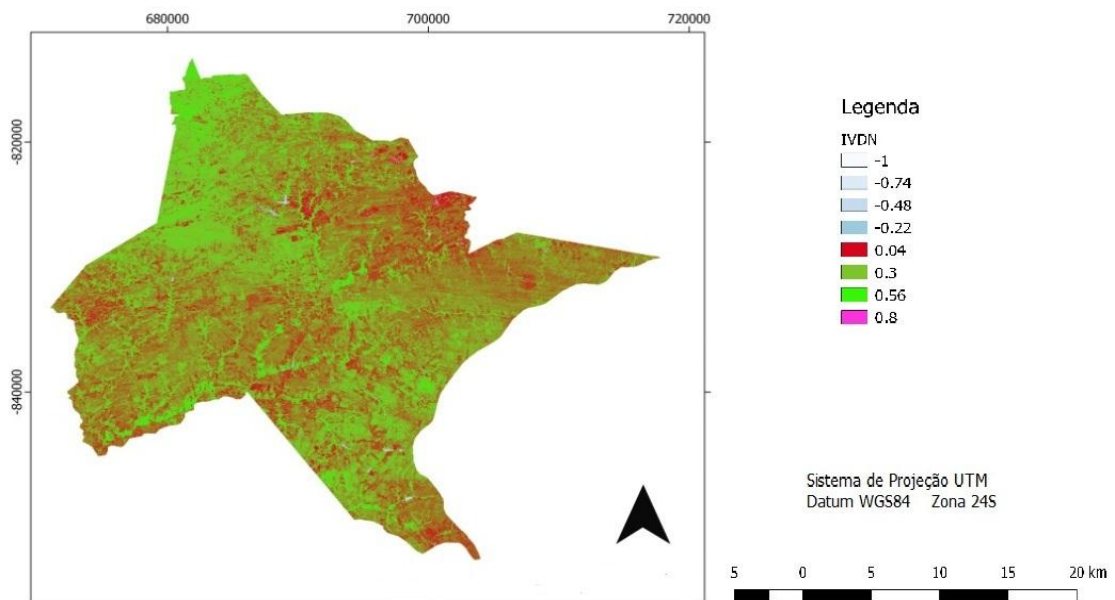 680000 700000 720000
-820000
-840000
Legenda
IVDN
-1
-0.74
-0.48
-0.22
0.04
0.3
0.56
0.8
Sistema de Projeção UTM
Datum WGS84 Zona 24S
5 0 5 10 15 20 km